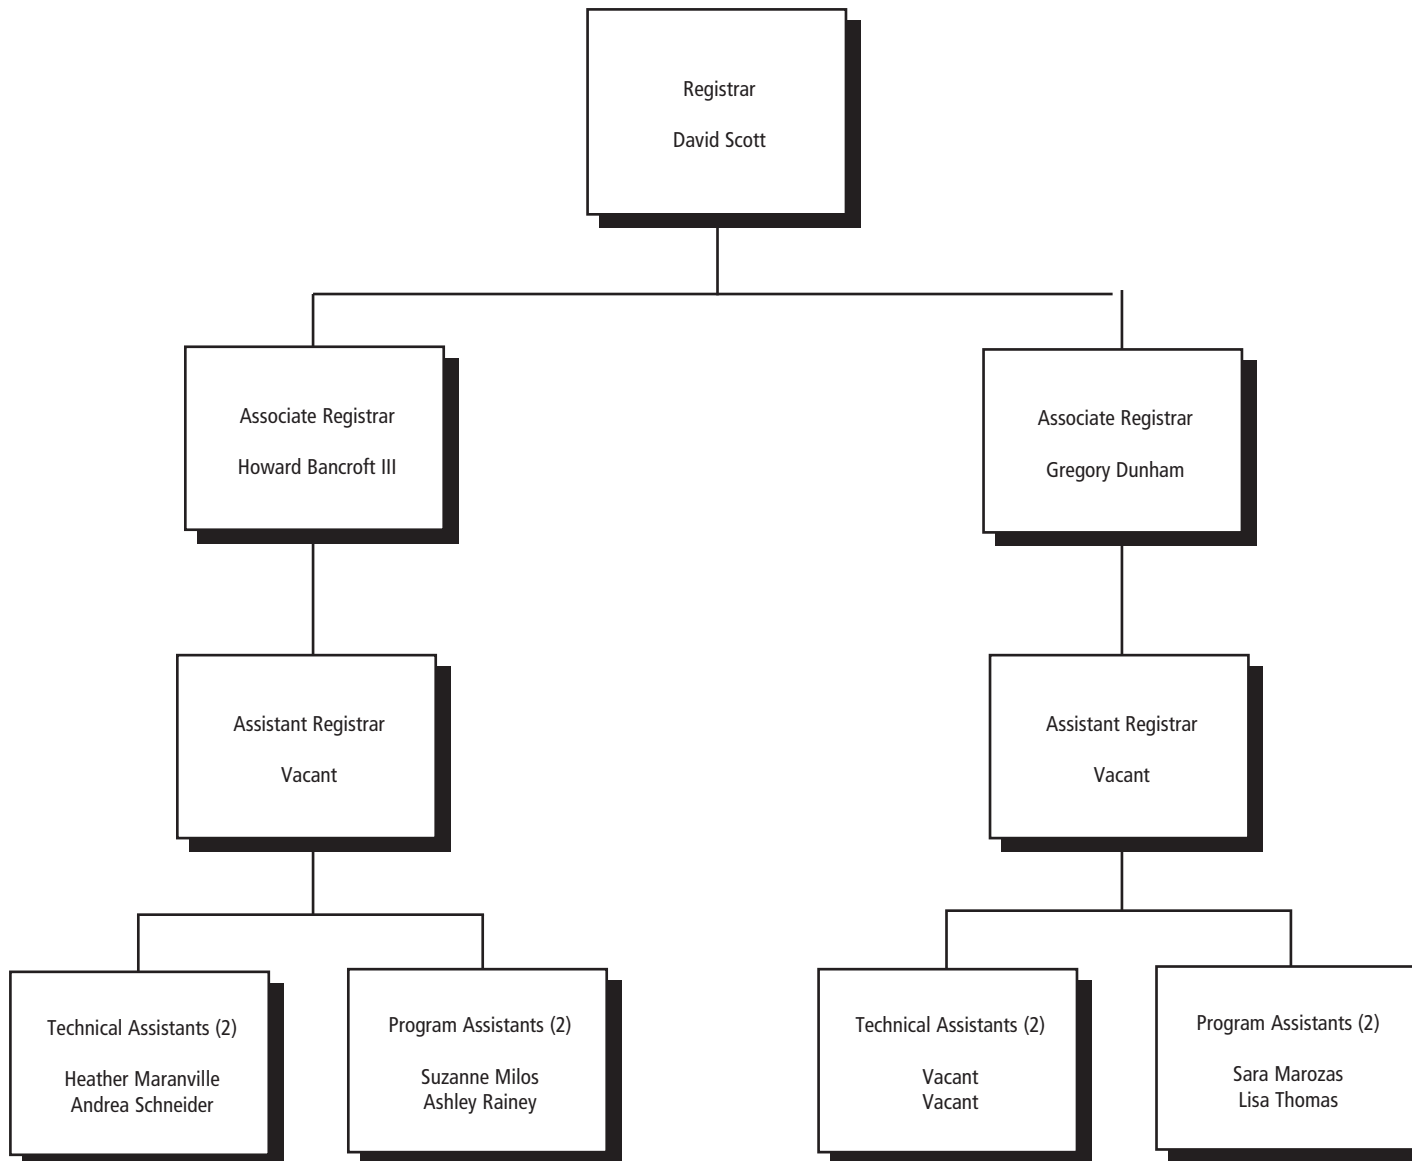 Registrar
David Scott
Associate Registrar
Howard Bancroft III
Associate Registrar
Gregory Dunham
Assistant Registrar
Vacant
Assistant Registrar
Vacant
Technical Assistants (2)
Heather Maranville
Andrea Schneider
Program Assistants (2)
Suzanne Milos
Ashley Rainey
Technical Assistants (2)
Vacant
Vacant
Program Assistants (2)
Sara Marozas
Lisa Thomas